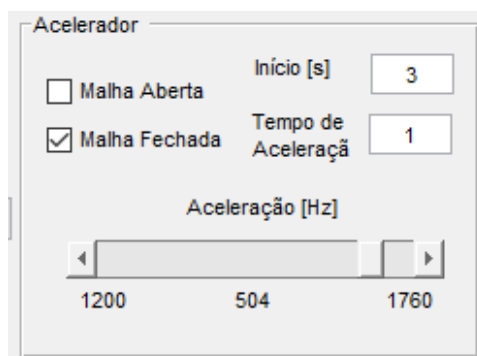 Acelerador
Malha Aberta
Início [s]
3
Malha Fechada
Tempo de
Aceleraçã
1
Aceleração [Hz]
1200 504 1760